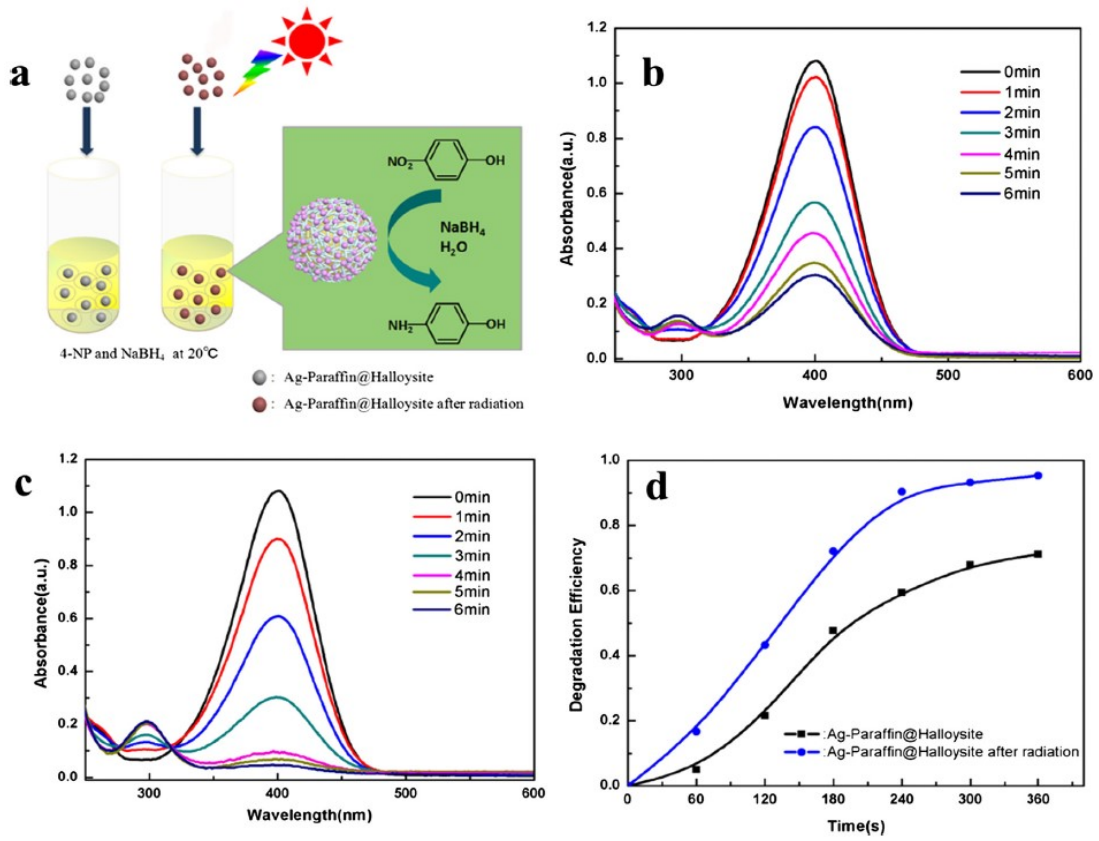 a
NO₂
OH
NaBH₄
H₂O
NH₂
OH
4-NP and NaBH₄ at 20℃
: Ag-Paraffin@Halloysite
: Ag-Paraffin@Halloysite after radiation
b
1.2
1.0
0.8
0.6
0.4
0.2
0.0
Absorbance(a.u.)
0min
1min
2min
3min
4min
5min
6min
300
400
500
600
Wavelength(nm)
c
1.2
1.0
0.8
0.6
0.4
0.2
0.0
Absorbance(a.u.)
0min
1min
2min
3min
4min
5min
6min
300
400
500
600
Wavelength(nm)
d
1.0
0.8
0.6
0.4
0.2
0.0
Degradation Efficiency
:Ag-Paraffin@Halloysite
:Ag-Paraffin@Halloysite after radiation
0
60
120
180
240
300
360
Time(s)